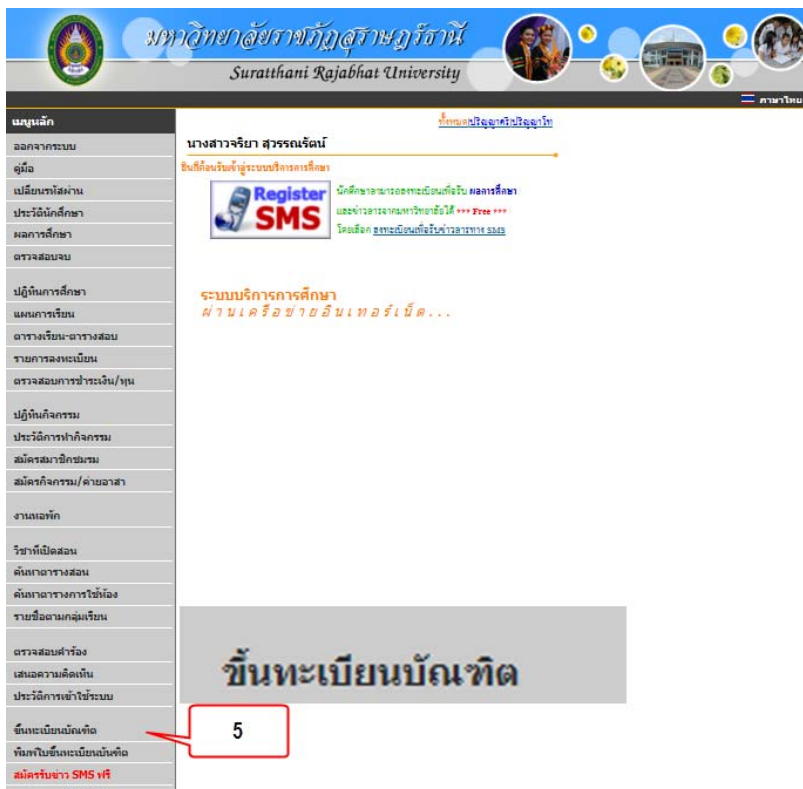 มหาวิทยาลัยราชภัฏสุราษฎร์ธานี
Suratthani Rajabhat University
ภาษาไทย
เมนูหลัก
ออกจากระบบ
คู่มือ
เปลี่ยนรหัสผ่าน
ประวัตินักศึกษา
ผลการศึกษา
ตรวจสอบจบ
ปฏิทินการศึกษา
แผนการเรียน
ตารางเรียน-ตารางสอบ
รายการลงทะเบียน
ตรวจสอบการชำระเงิน/ทุน
ปฏิทินกิจกรรม
ประวัติการทำกิจกรรม
สมัครสมาชิกชมรม
สมัครกิจกรรม/ค่ายอาสา
งานหอพัก
วิชาที่เปิดสอน
ค้นหาตารางสอน
ค้นหาตารางการใช้ห้อง
รายชื่อตามกลุ่มเรียน
ตรวจสอบคำร้อง
เสนอความคิดเห็น
ประวัติการเข้าใช้ระบบ
ขึ้นทะเบียนบัณฑิต
พิมพ์ใบขึ้นทะเบียนบันฑิต
สมัครรับข่าว SMS ฟรี
ทั้งหมด|ปริญญาตรี|ปริญญาโท
นางสาวจริยา สุวรรณรัตน์
ยินดีต้อนรับเข้าสู่ระบบบริการการศึกษา
Register
SMS
นักศึกษาสามารถลงทะเบียนเพื่อรับ ผลการศึกษา
และข่าวสารจากมหาวิทยาลัยได้ *** Free ***
โดยเลือก ลงทะเบียนเพื่อรับข่าวสารทาง SMS
ระบบบริการการศึกษา
ผ่านเครือข่ายอินเทอร์เน็ต...
ขึ้นทะเบียนบัณฑิต
5